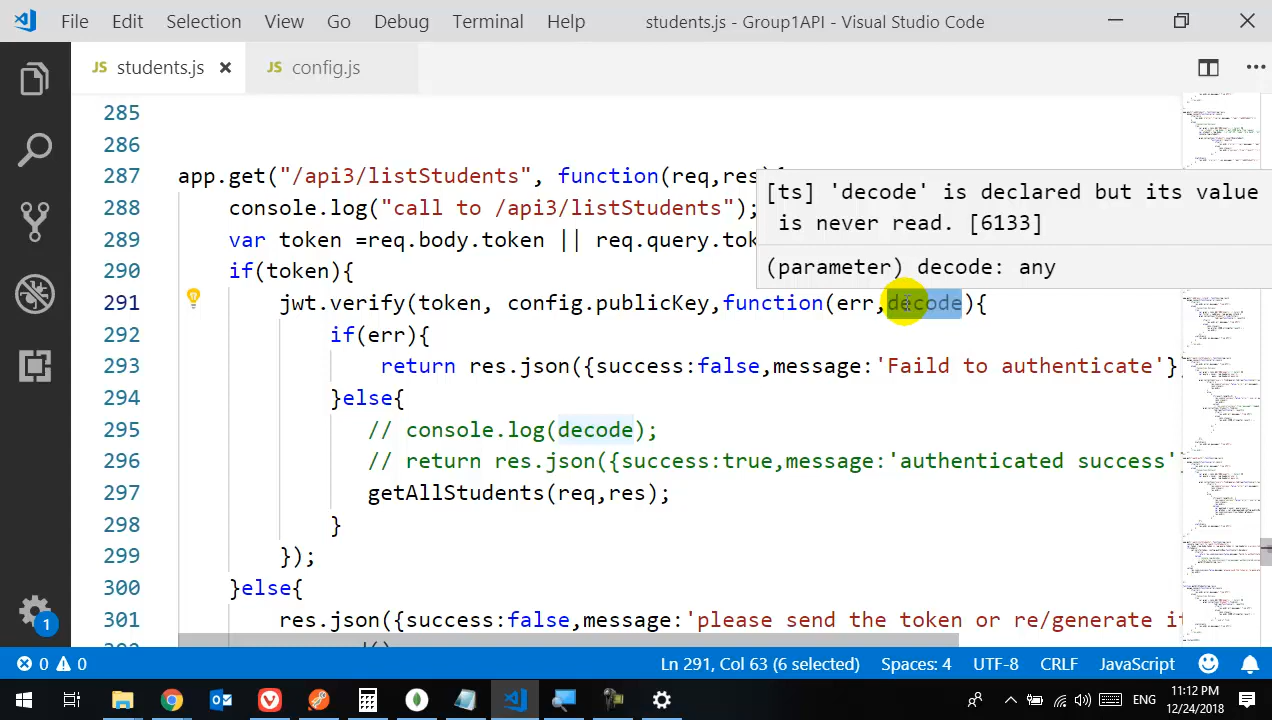 File Edit Selection View Go Debug Terminal Help students.js - Group1API - Visual Studio Code
JS students.js JS config.js
285
286
287 app.get("/api3/listStudents", function(req,res){
288 console.log("call to /api3/listStudents");
289 var token =req.body.token || req.query.tok
[ts] 'decode' is declared but its value
is never read. [6133]
(parameter) decode: any
290 if(token){
291 jwt.verify(token, config.publicKey,function(err,decode){
292 if(err){
293 return res.json({success:false,message:'Faild to authenticate'}
294 }else{
295 // console.log(decode);
296 // return res.json({success:true,message:'authenticated success'
297 getAllStudents(req,res);
298 }
299 });
300 }else{
301 res.json({success:false,message:'please send the token or re/generate it
1
0 0 Ln 291, Col 63 (6 selected) Spaces: 4 UTF-8 CRLF JavaScript
ENG 11:12 PM
12/24/2018